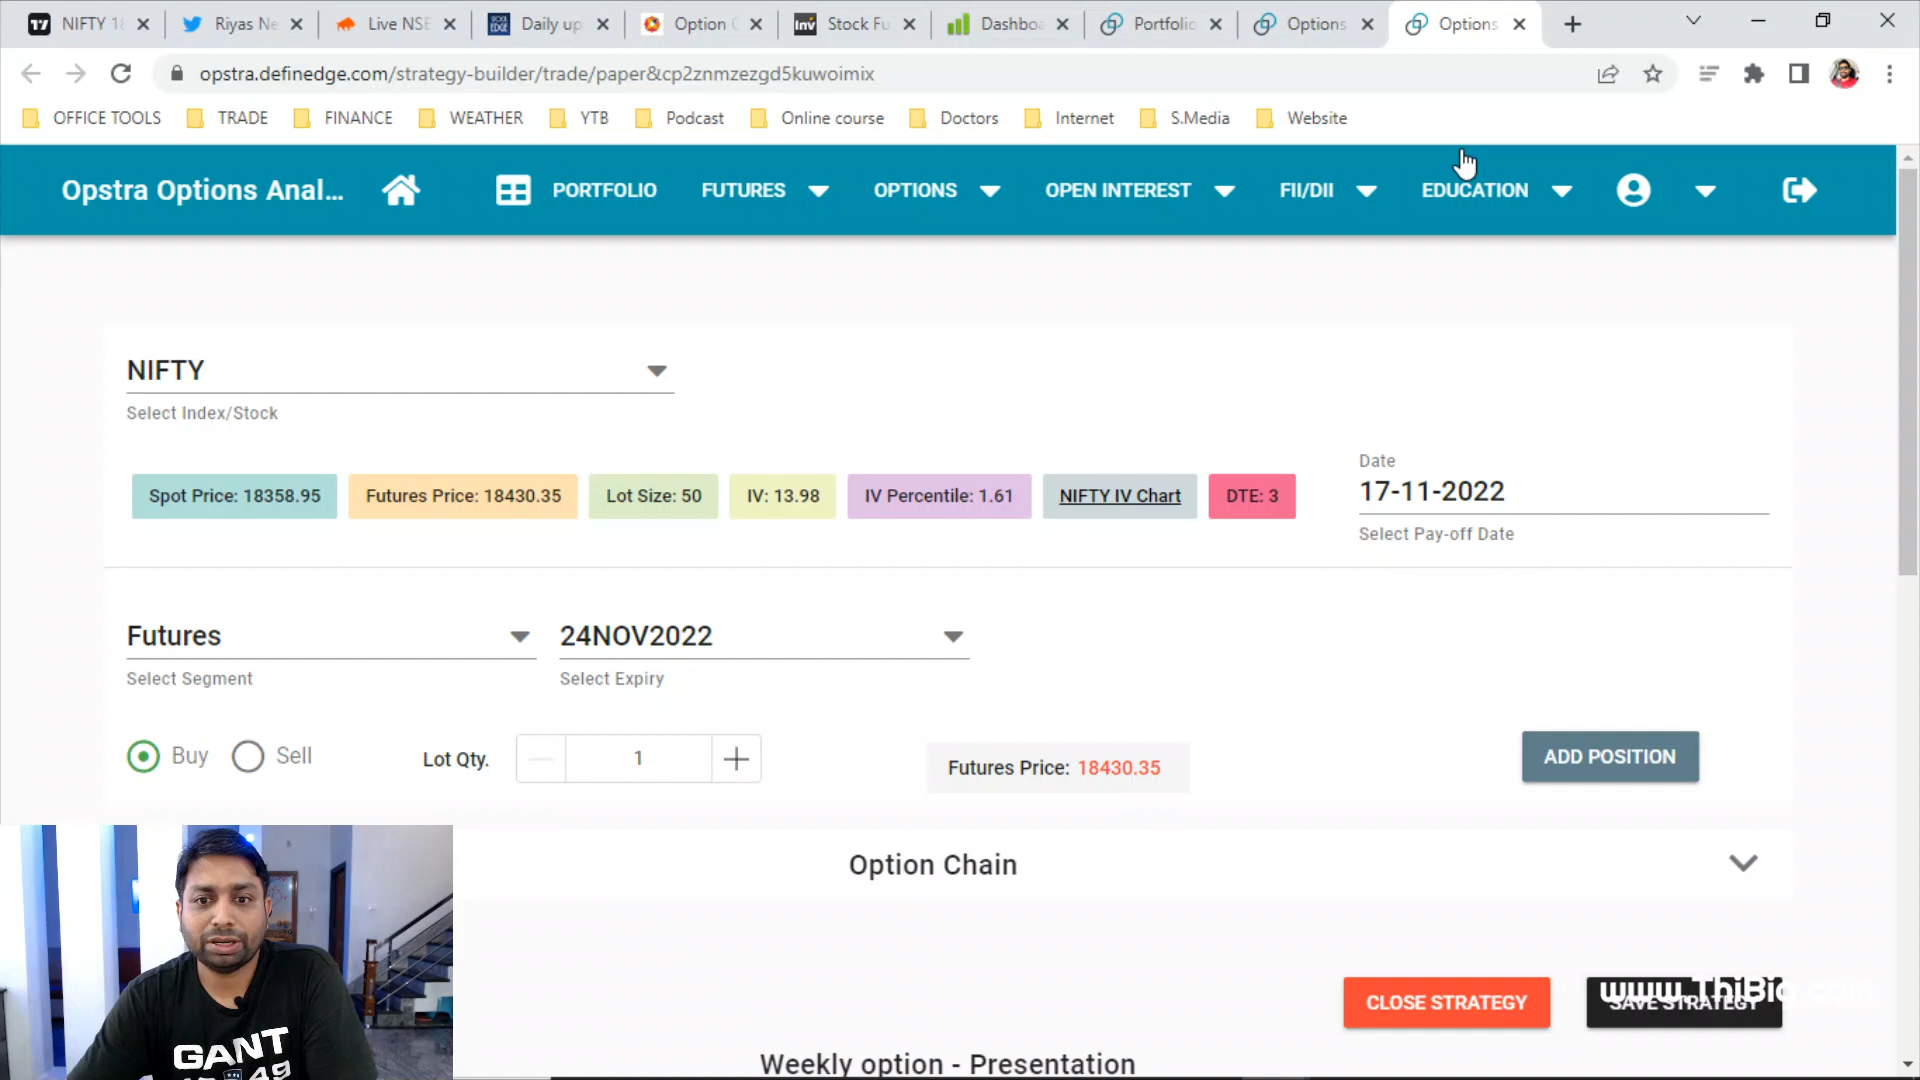 NIFTY 18
Riyas Ne
Live NSE
Daily up
Option C
Stock Fu
Dashboa
Portfolio
Options
Options
opstra.definedge.com/strategy-builder/trade/paper&cp2znmzezgd5kuwoimix
OFFICE TOOLS TRADE FINANCE WEATHER YTB Podcast Online course Doctors Internet S.Media Website
Opstra Options Anal... PORTFOLIO FUTURES OPTIONS OPEN INTEREST FII/DII EDUCATION
NIFTY
Select Index/Stock
Spot Price: 18358.95 Futures Price: 18430.35 Lot Size: 50 IV: 13.98 IV Percentile: 1.61 NIFTY IV Chart DTE: 3
Date
17-11-2022
Select Pay-off Date
Futures 24NOV2022
Select Segment Select Expiry
Buy Sell Lot Qty. 1 Futures Price: 18430.35 ADD POSITION
Option Chain
CLOSE STRATEGY SAVE STRATEGY
Weekly option - Presentation
GANT